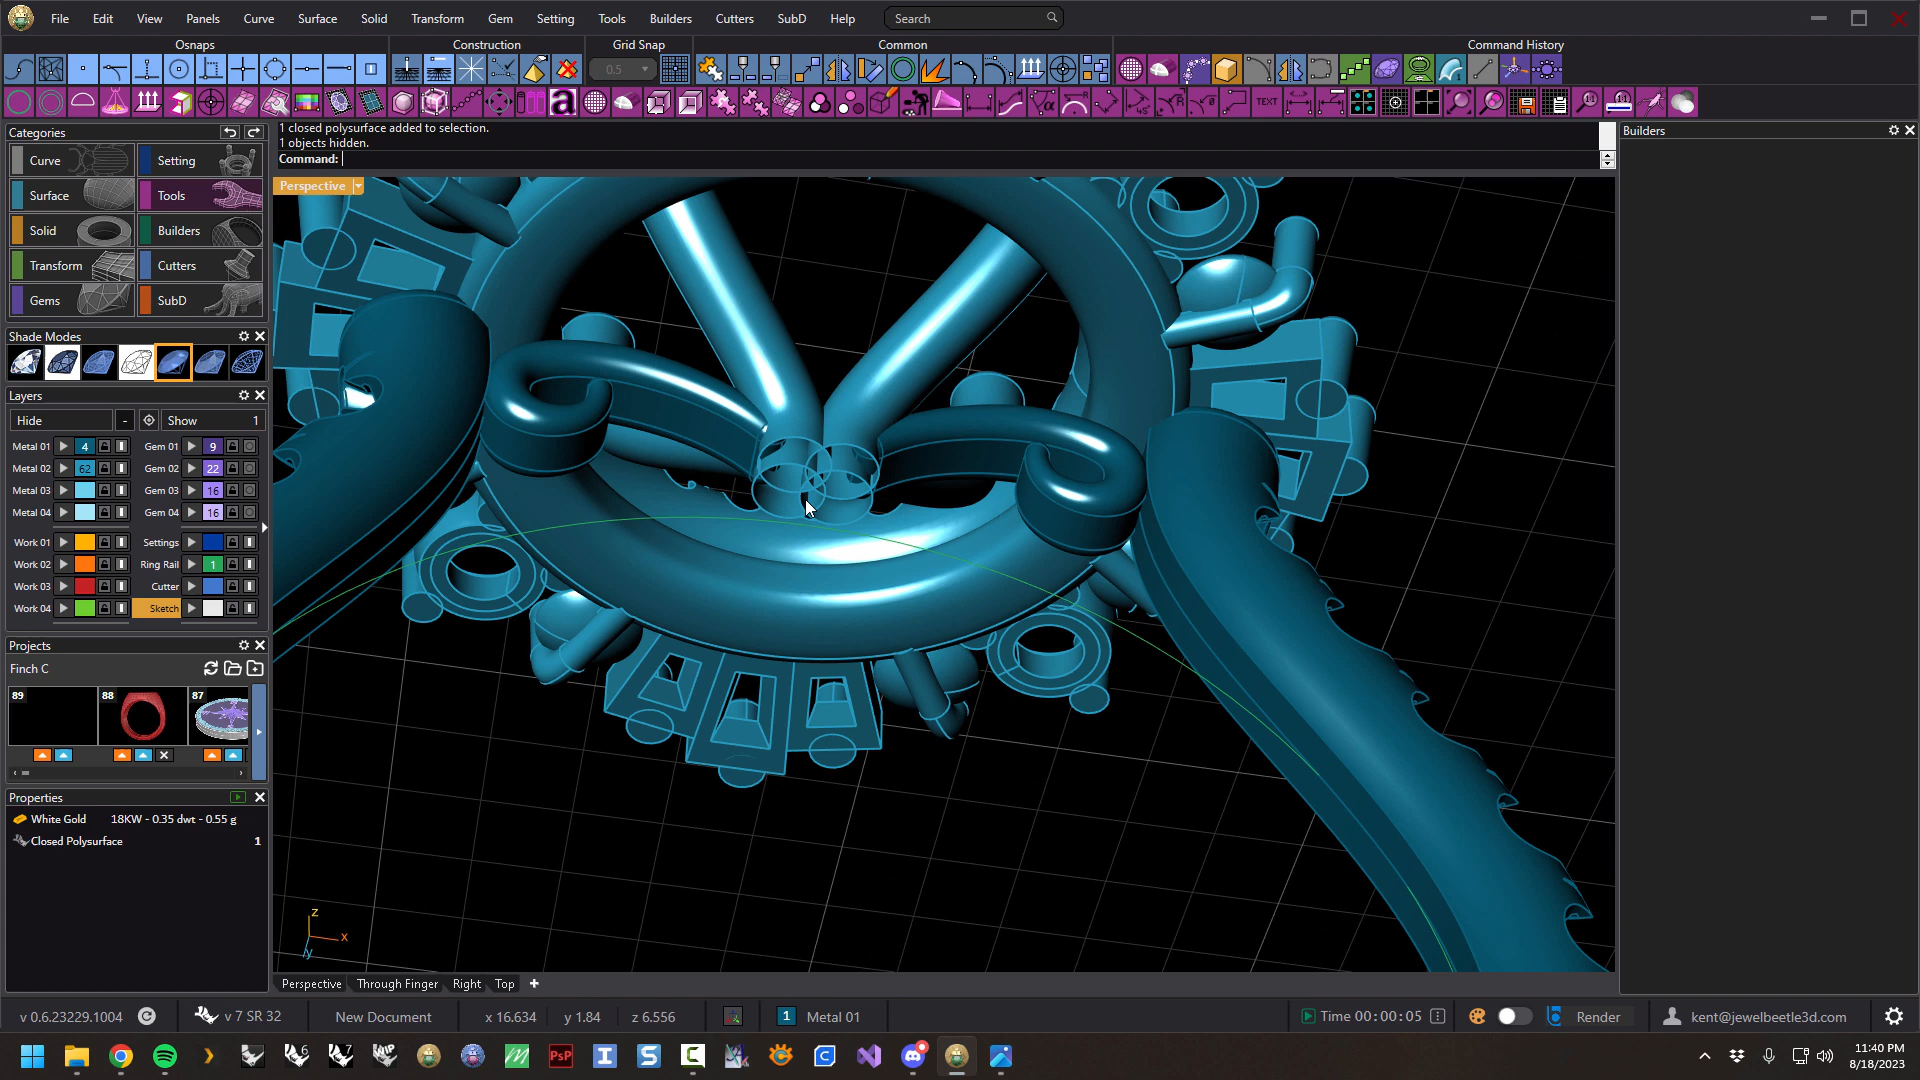 File Edit View Panels Curve Surface Solid Transform Gem Setting Tools Builders Cutters SubD Help Search
Osnaps Construction Grid Snap Common Command History
0.5
TEXT
Categories
Curve Setting
Surface Tools
Solid Builders
Transform Cutters
Gems SubD
Shade Modes
Layers
Hide - Show 1
Metal 01 4 Gem 01 9
Metal 02 62 Gem 02 22
Metal 03 Gem 03 16
Metal 04 Gem 04 16
Work 01 Settings
Work 02 Ring Rail 1
Work 03 Cutter
Work 04 Sketch
Projects
Finch C
89 88 87
Properties
White Gold 18KW - 0.35 dwt - 0.55 g
Closed Polysurface 1
1 closed polysurface added to selection.
1 objects hidden.
Command:
Perspective
z
x
y
Perspective Through Finger Right Top
Builders
v 0.6.23229.1004 v 7 SR 32 New Document x 16.634 y 1.84 z 6.556 1 Metal 01 Time 00:00:05 Render kent@jewelbeetle3d.com
6 7 WIP PsP I S C
11:40 PM
8/18/2023